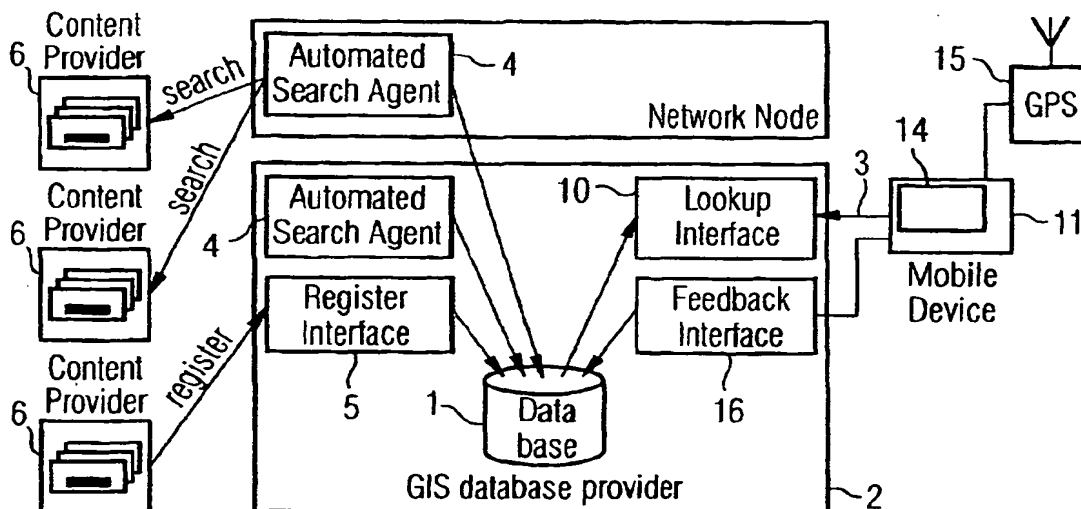 Content
Provider
6
search
Automated
Search Agent
4
Network Node
15
GPS
search
Content
Provider
6
Automated
Search Agent
4
10
Lookup
Interface
3
14
11
Mobile
Device
Register
Interface
5
Feedback
Interface
16
register
Content
Provider
6
1
Data
base
GIS database provider
2